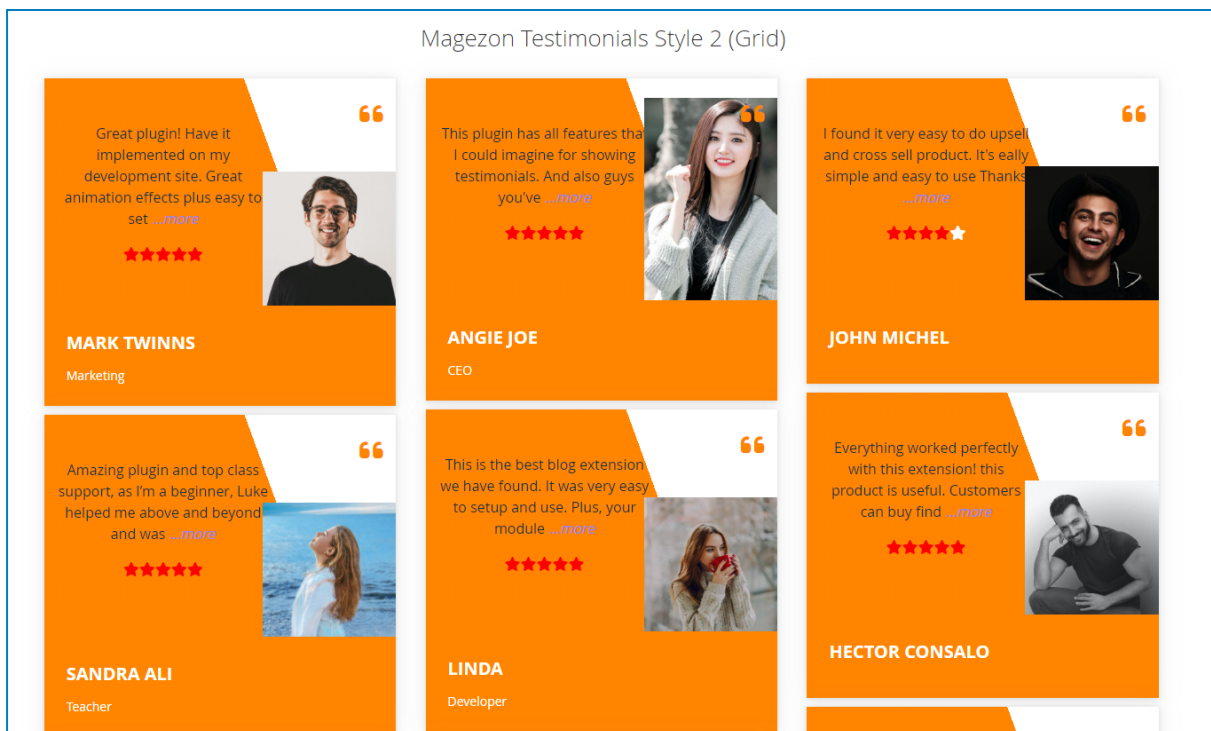 Magezon Testimonials Style 2 (Grid)
Great plugin! Have it
implemented on my
development site. Great
animation effects plus easy to
set ...more
MARK TWINNS
Marketing
This plugin has all features that
I could imagine for showing
testimonials. And also guys
you've ...more
ANGIE JOE
CEO
I found it very easy to do upsell
and cross sell product. It's eally
simple and easy to use Thanks
...more
JOHN MICHEL
Amazing plugin and top class
support, as I'm a beginner, Luke
helped me above and beyond
and was ...more
SANDRA ALI
Teacher
This is the best blog extension
we have found. It was very easy
to setup and use. Plus, your
module ...more
LINDA
Developer
Everything worked perfectly
with this extension! this
product is useful. Customers
can buy find ...more
HECTOR CONSALO